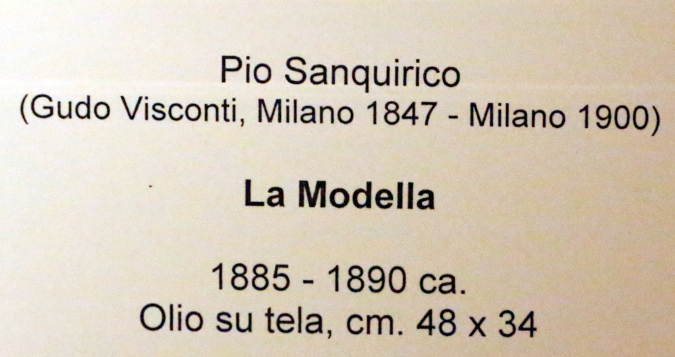 Pio Sanquirico
(Gudo Visconti, Milano 1847 - Milano 1900)
La Modella
1885 - 1890 ca.
Olio su tela, cm. 48 x 34